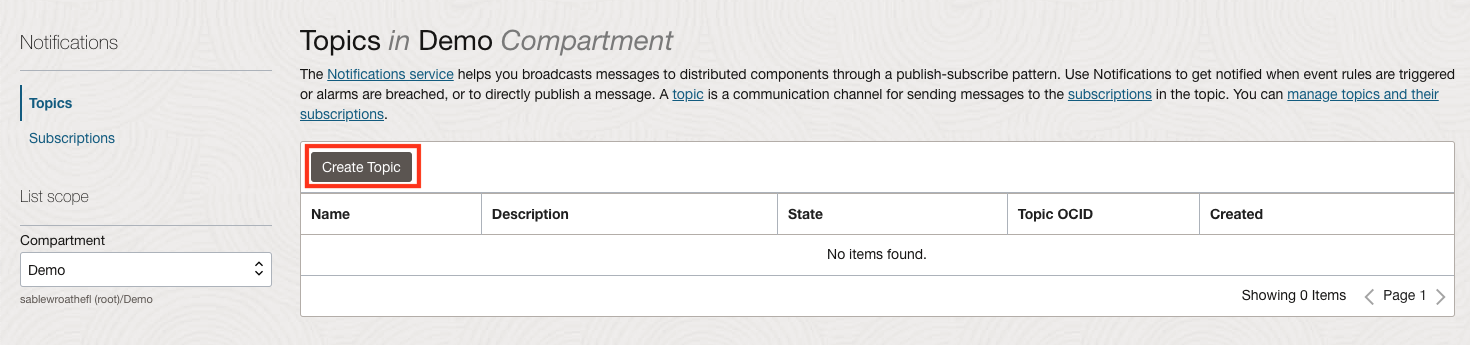 Notifications
Topics
Subscriptions
List scope
Compartment
Demo
sablewroathefl (root)/Demo
Topics in Demo Compartment
The Notifications service helps you broadcasts messages to distributed components through a publish-subscribe pattern. Use Notifications to get notified when event rules are triggered
or alarms are breached, or to directly publish a message. A topic is a communication channel for sending messages to the subscriptions in the topic. You can manage topics and their
subscriptions.
Create Topic
Name Description State Topic OCID Created
No items found.
Showing 0 Items Page 1